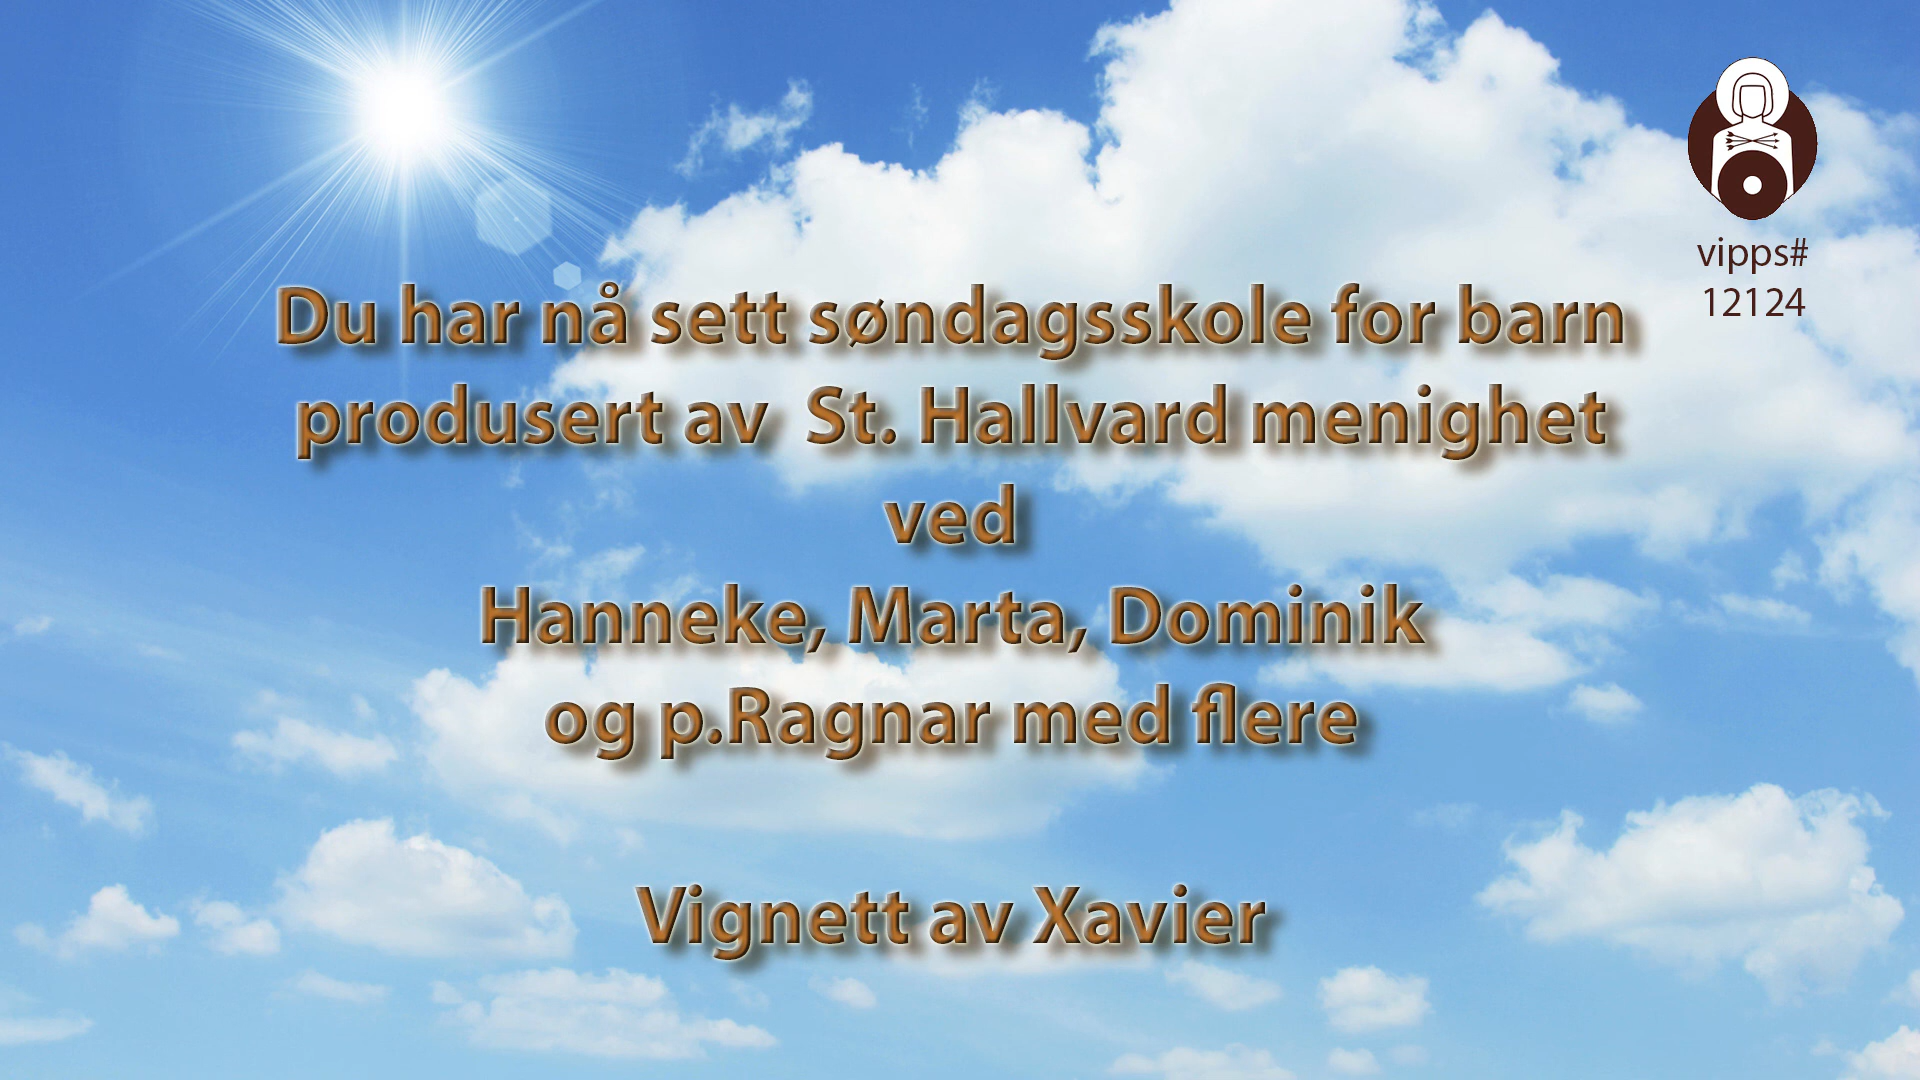 vipps#
12124
Du har nå sett søndagsskole for barn
produsert av  St. Hallvard menighet
ved
Hanneke, Marta, Dominik
og p.Ragnar med flere
Vignett av Xavier